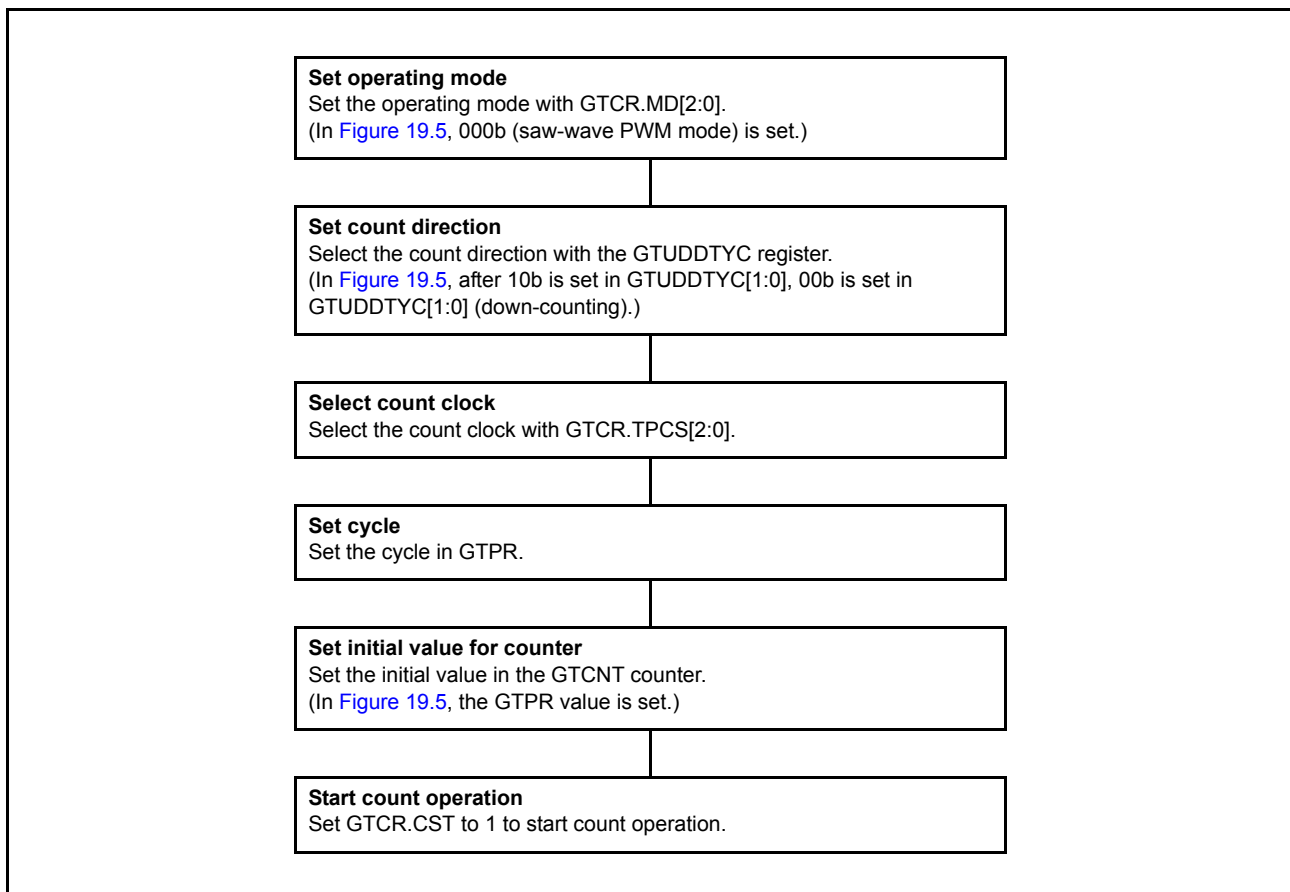 Set operating mode
Set the operating mode with GTCR.MD[2:0].
(In Figure 19.5, 000b (saw-wave PWM mode) is set.)
Set count direction
Select the count direction with the GTUDDTYC register.
(In Figure 19.5, after 10b is set in GTUDDTYC[1:0], 00b is set in
GTUDDTYC[1:0] (down-counting).)
Select count clock
Select the count clock with GTCR.TPCS[2:0].
Set cycle
Set the cycle in GTPR.
Set initial value for counter
Set the initial value in the GTCNT counter.
(In Figure 19.5, the GTPR value is set.)
Start count operation
Set GTCR.CST to 1 to start count operation.